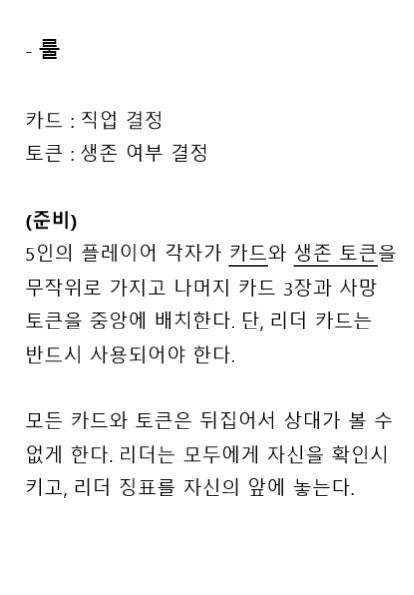 - 룰
카드 : 직업 결정
토큰 : 생존 여부 결정
(준비)
5인의 플레이어 각자가 카드와 생존 토큰을
무작위로 가지고 나머지 카드 3장과 사망
토큰을 중앙에 배치한다. 단, 리더 카드는
반드시 사용되어야 한다.
모든 카드와 토큰은 뒤집어서 상대가 볼 수
없게 한다. 리더는 모두에게 자신을 확인시
키고, 리더 징표를 자신의 앞에 놓는다.